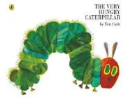 THE VERY
HUNGRY
CATERPILLAR
by Eric Carle